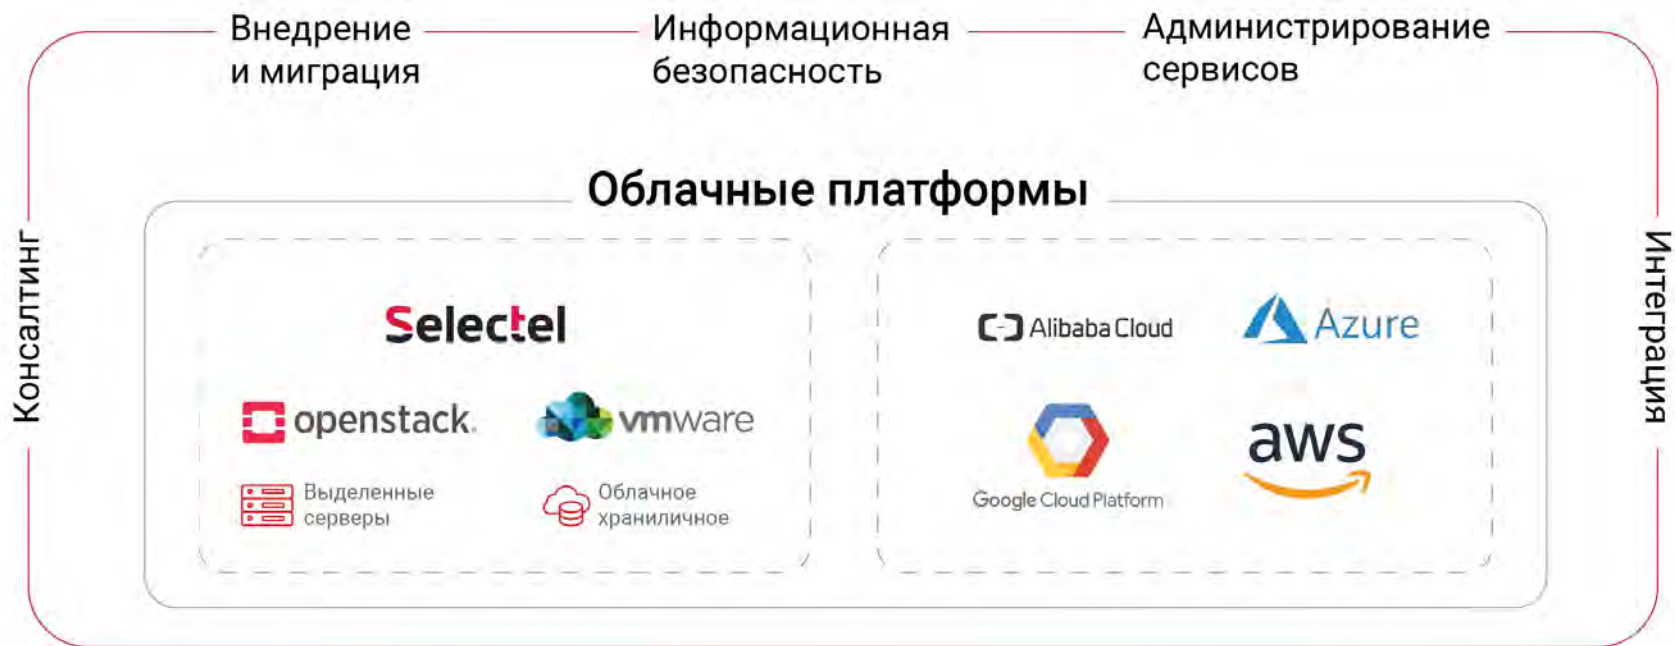 Внедрение
и миграция
Информационная
безопасность
Администрирование
сервисов
Консалтинг
Облачные платформы
Selectel
openstack.
vmware
Выделенные
серверы
Облачное
храниличное
Alibaba Cloud
Azure
Google Cloud Platform
aws
Интеграция